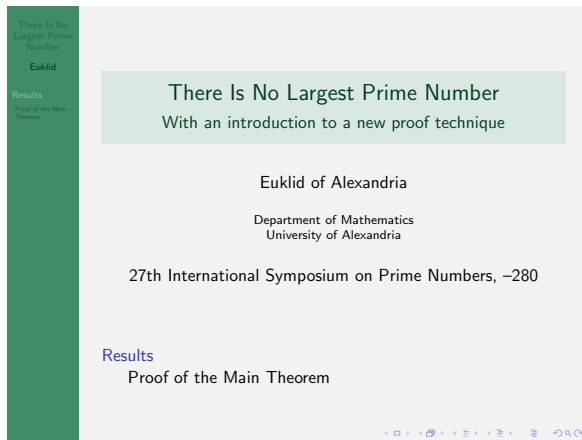 There Is No
Largest Prime
Number
Euklid
Results
Proof of the Main
Theorem
There Is No Largest Prime Number
With an introduction to a new proof technique
Euklid of Alexandria
Department of Mathematics
University of Alexandria
27th International Symposium on Prime Numbers, –280
Results
Proof of the Main Theorem